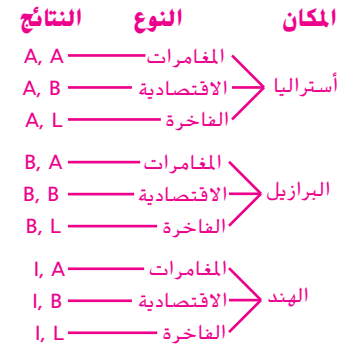 المكان النوع النتائج
المغامرات A, A
أستراليا الاقتصادية A, B
الفاخرة A, L
المغامرات B, A
البرازيل الاقتصادية B, B
الفاخرة B, L
المغامرات I, A
الهند الاقتصادية I, B
الفاخرة I, L